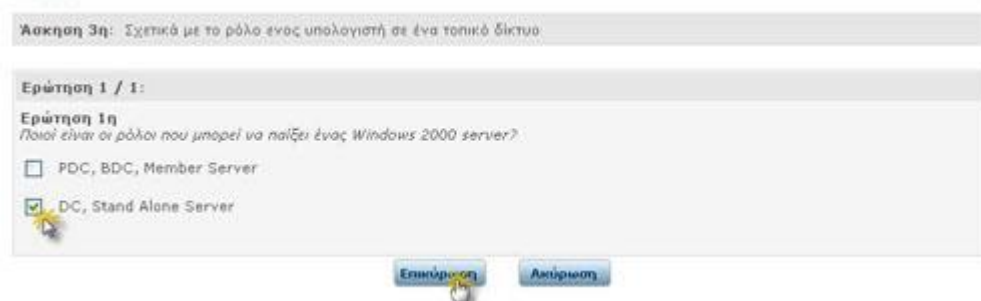 Άσκηση 3η: Σχετικά με το ρόλο ενος υπολογιστή σε ένα τοπικό δίκτυο
Ερώτηση 1 / 1:
Ερώτηση 1η
Ποιοί είναι οι ρόλοι που μπορεί να παίξει ένας Windows 2000 server?
PDC, BDC, Member Server
DC, Stand Alone Server
Επικύρωση Ακύρωση